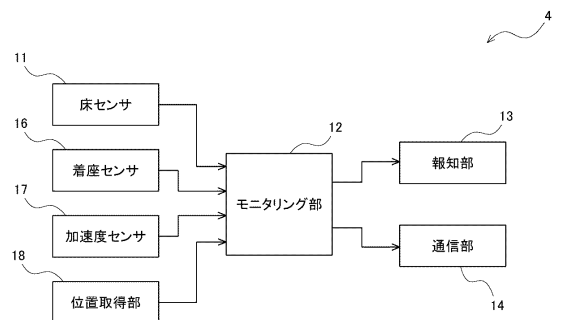 4
11
床センサ
16
着座センサ
17
加速度センサ
18
位置取得部
12
モニタリング部
13
報知部
通信部
14